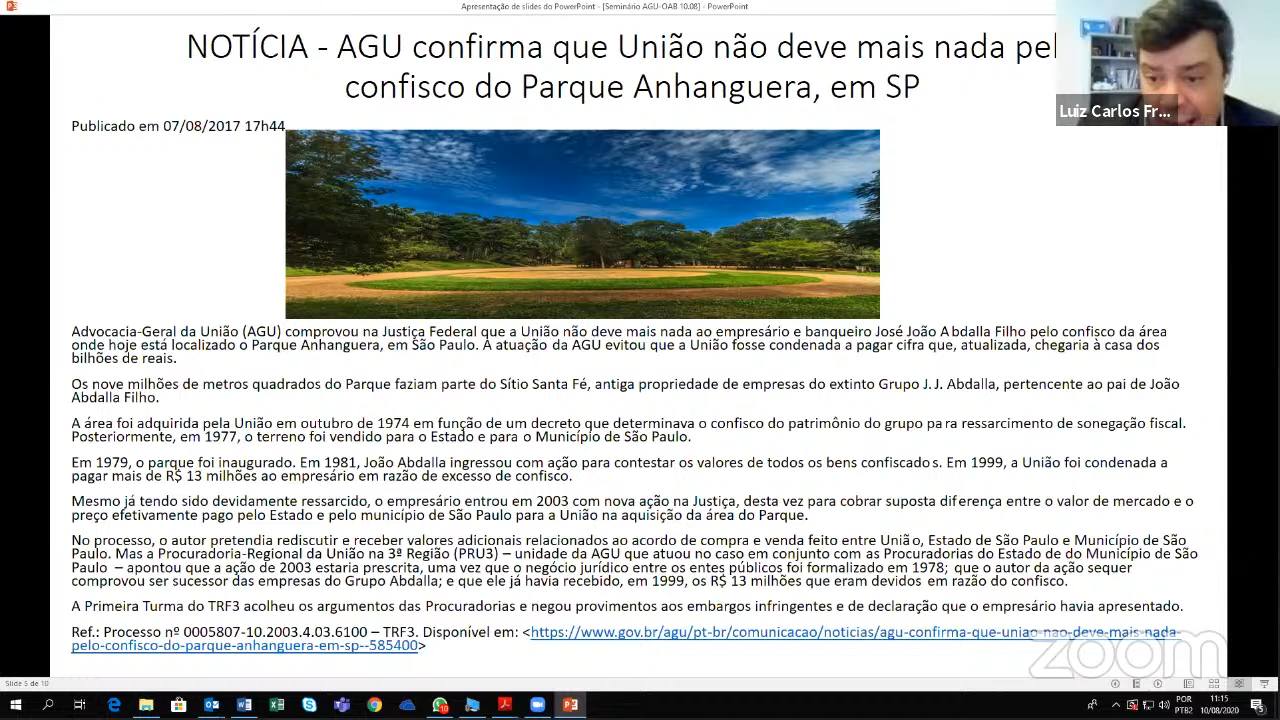 Apresentação de slides do PowerPoint - [Seminário AGU-OAB 10.08] - PowerPoint
NOTÍCIA - AGU confirma que União não deve mais nada pel
confisco do Parque Anhanguera, em SP
Luiz Carlos Fr...
Publicado em 07/08/2017 17h44
Advocacia-Geral da União (AGU) comprovou na Justiça Federal que a União não deve mais nada ao empresário e banqueiro José João Abdalla Filho pelo confisco da área
onde hoje está localizado o Parque Anhanguera, em São Paulo. A atuação da AGU evitou que a União fosse condenada a pagar cifra que, atualizada, chegaria à casa dos
bilhões de reais.
Os nove milhões de metros quadrados do Parque faziam parte do Sítio Santa Fé, antiga propriedade de empresas do extinto Grupo J. J. Abdalla, pertencente ao pai de João
Abdalla Filho.
A área foi adquirida pela União em outubro de 1974 em função de um decreto que determinava o confisco do patrimônio do grupo para ressarcimento de sonegação fiscal.
Posteriormente, em 1977, o terreno foi vendido para o Estado e para o Município de São Paulo.
Em 1979, o parque foi inaugurado. Em 1981, João Abdalla ingressou com ação para contestar os valores de todos os bens confiscados. Em 1999, a União foi condenada a
pagar mais de R$ 13 milhões ao empresário em razão de excesso de confisco.
Mesmo já tendo sido devidamente ressarcido, o empresário entrou em 2003 com nova ação na Justiça, desta vez para cobrar suposta diferença entre o valor de mercado e o
preço efetivamente pago pelo Estado e pelo município de São Paulo para a União na aquisição da área do Parque.
No processo, o autor pretendia rediscutir e receber valores adicionais relacionados ao acordo de compra e venda feito entre União, Estado de São Paulo e Município de São
Paulo. Mas a Procuradoria-Regional da União na 3ª Região (PRU3) – unidade da AGU que atuou no caso em conjunto com as Procuradorias do Estado de do Município de São
Paulo – apontou que a ação de 2003 estaria prescrita, uma vez que o negócio jurídico entre os entes públicos foi formalizado em 1978; que o autor da ação sequer
comprovou ser sucessor das empresas do Grupo Abdalla; e que ele já havia recebido, em 1999, os R$ 13 milhões que eram devidos em razão do confisco.
A Primeira Turma do TRF3 acolheu os argumentos das Procuradorias e negou provimentos aos embargos infringentes e de declaração que o empresário havia apresentado.
Ref.: Processo nº 0005807-10.2003.4.03.6100 – TRF3. Disponível em: <https://www.gov.br/agu/pt-br/comunicacao/noticias/agu-confirma-que-uniao-nao-deve-mais-nada-
pelo-confisco-do-parque-anhanguera-em-sp--585400>
zoom
Slide 5 de 10
POR
PTB2
11:15
10/08/2020